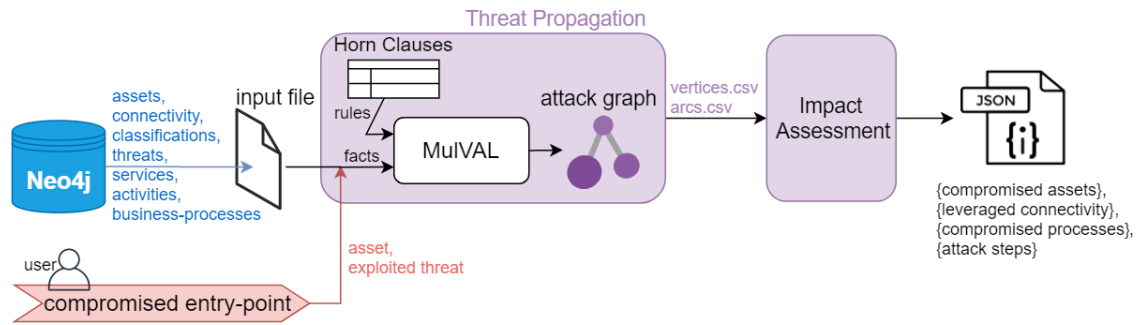 Threat Propagation
Horn Clauses
input file
rules
facts
MulVAL
attack graph
vertices.csv
arcs.csv
Impact
Assessment
JSON
{i}
Neo4j
assets,
connectivity,
classifications,
threats,
services,
activities,
business-processes
{compromised assets},
{leveraged connectivity},
{compromised processes},
{attack steps}
user
asset,
exploited threat
compromised entry-point